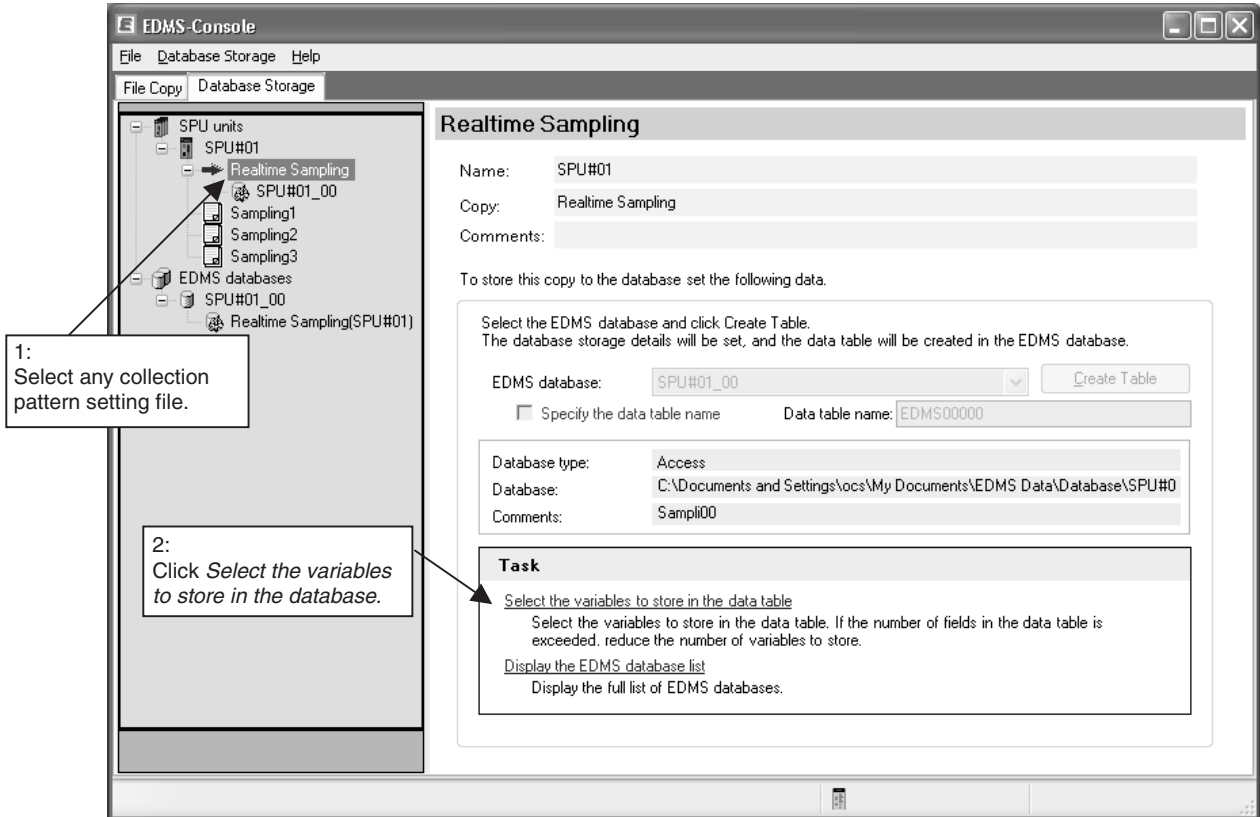 EDMS-Console
File Database Storage Help
File Copy Database Storage
SPU units
SPU#01
Realtime Sampling
SPU#01_00
Sampling1
Sampling2
Sampling3
EDMS databases
SPU#01_00
Realtime Sampling(SPU#01)
1:
Select any collection
pattern setting file.
2:
Click Select the variables
to store in the database.
Realtime Sampling
Name: SPU#01
Copy: Realtime Sampling
Comments:
To store this copy to the database set the following data.
Select the EDMS database and click Create Table.
The database storage details will be set, and the data table will be created in the EDMS database.
EDMS database: SPU#01_00 Create Table
Specify the data table name Data table name: EDMS00000
Database type: Access
Database: C:\Documents and Settings\ocs\My Documents\EDMS Data\Database\SPU#0
Comments: Sampli00
Task
Select the variables to store in the data table
Select the variables to store in the data table. If the number of fields in the data table is
exceeded. reduce the number of variables to store.
Display the EDMS database list
Display the full list of EDMS databases.